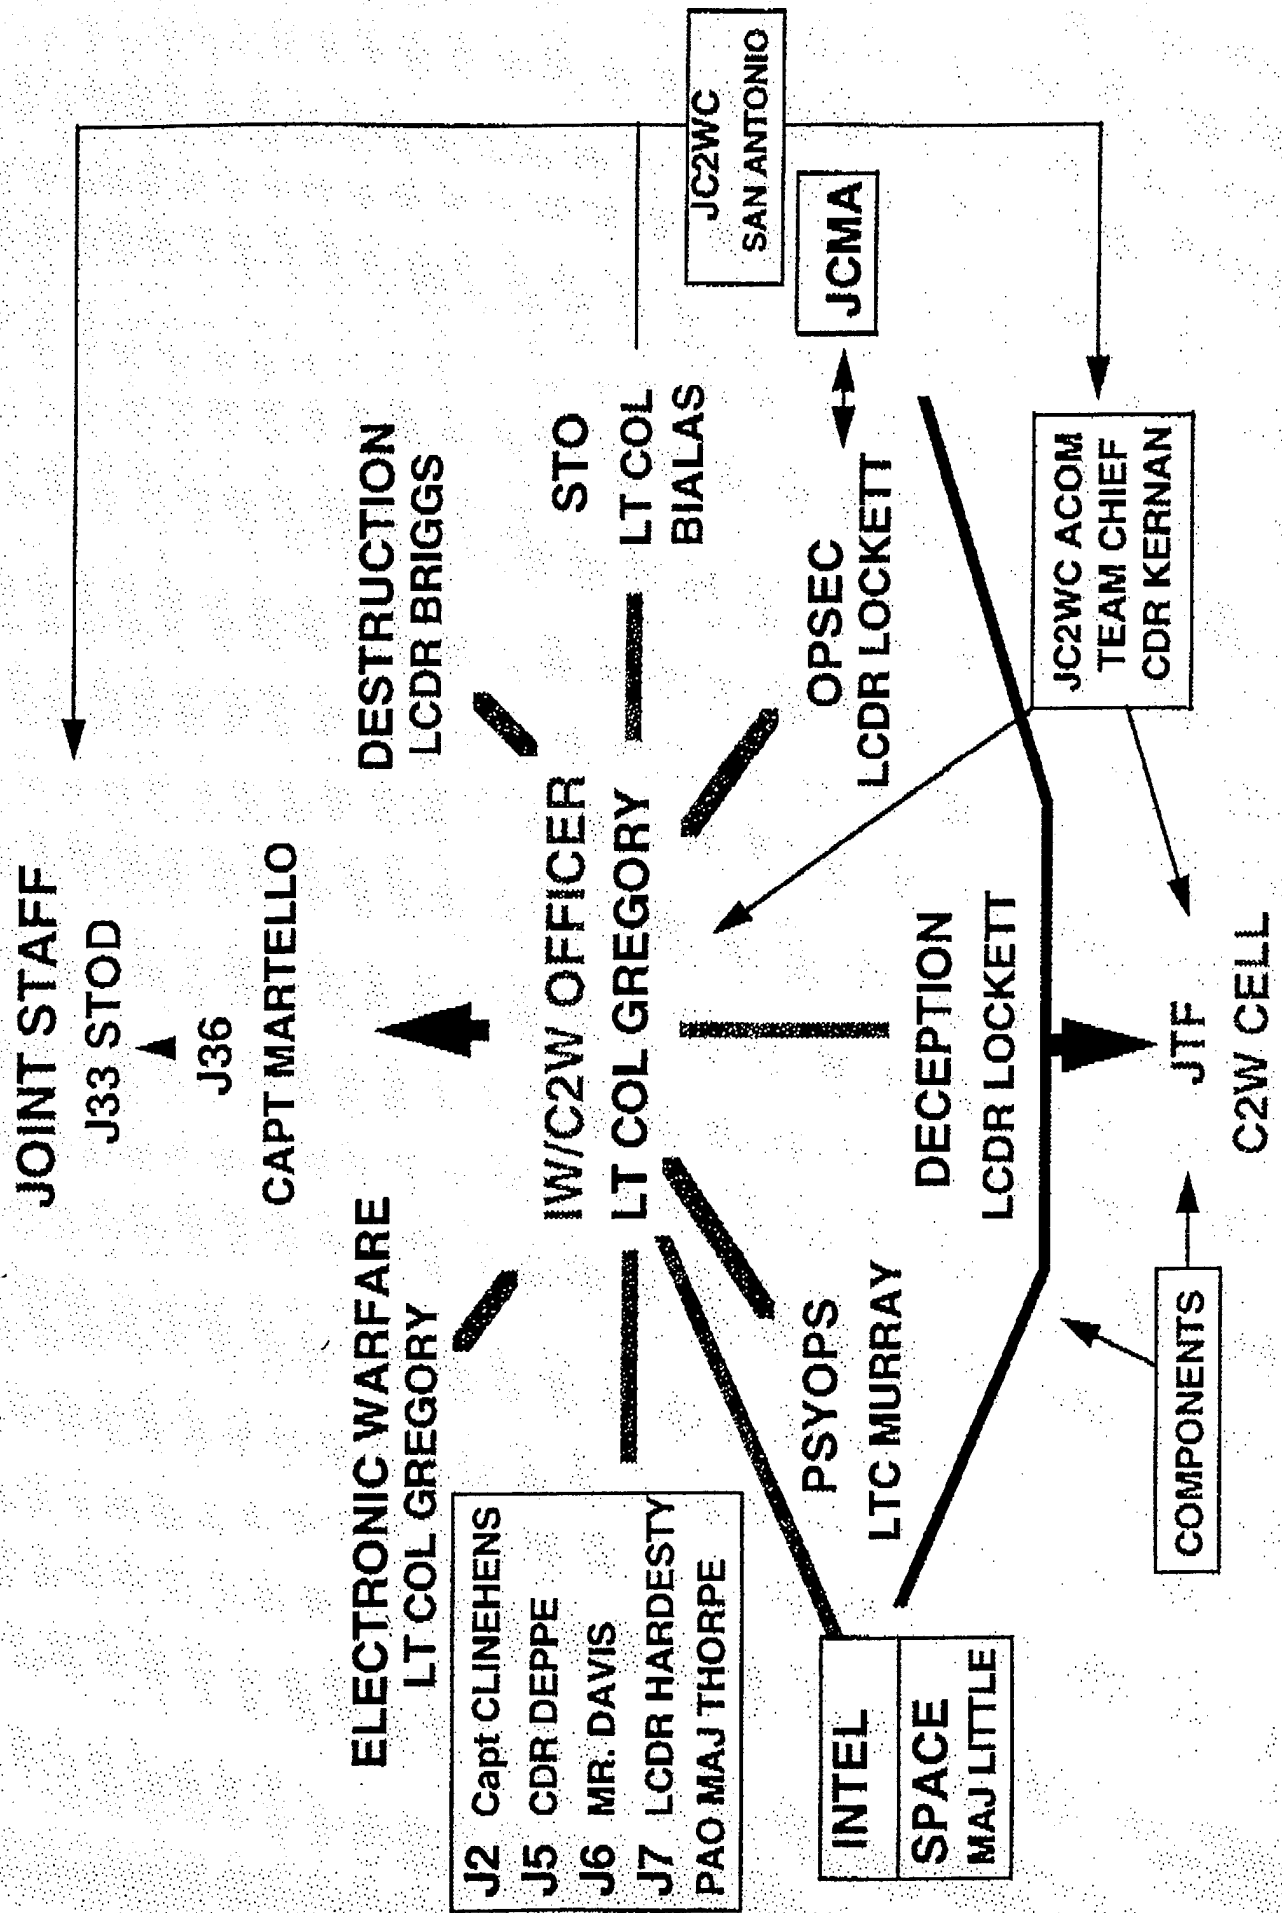 JOINT STAFF
J33 STOD
J36
CAPT MARTELLO
ELECTRONIC WARFARE
LT COL GREGORY
DESTRUCTION
LCDR BRIGGS
J2 Capt CLINEHENS
J5 CDR DEPPE
J6 MR. DAVIS
J7 LCDR HARDESTY
PAO MAJ THORPE
IW/C2W OFFICER
LT COL GREGORY
STO
LT COL
BIALAS
JC2WC
SAN ANTONIO
JCMA
INTEL
SPACE
MAJ LITTLE
PSYOPS
LTC MURRAY
DECEPTION
LCDR LOCKETT
OPSEC
LCDR LOCKETT
JC2WC ACOM
TEAM CHIEF
CDR KERNAN
COMPONENTS
JTF
C2W CELL